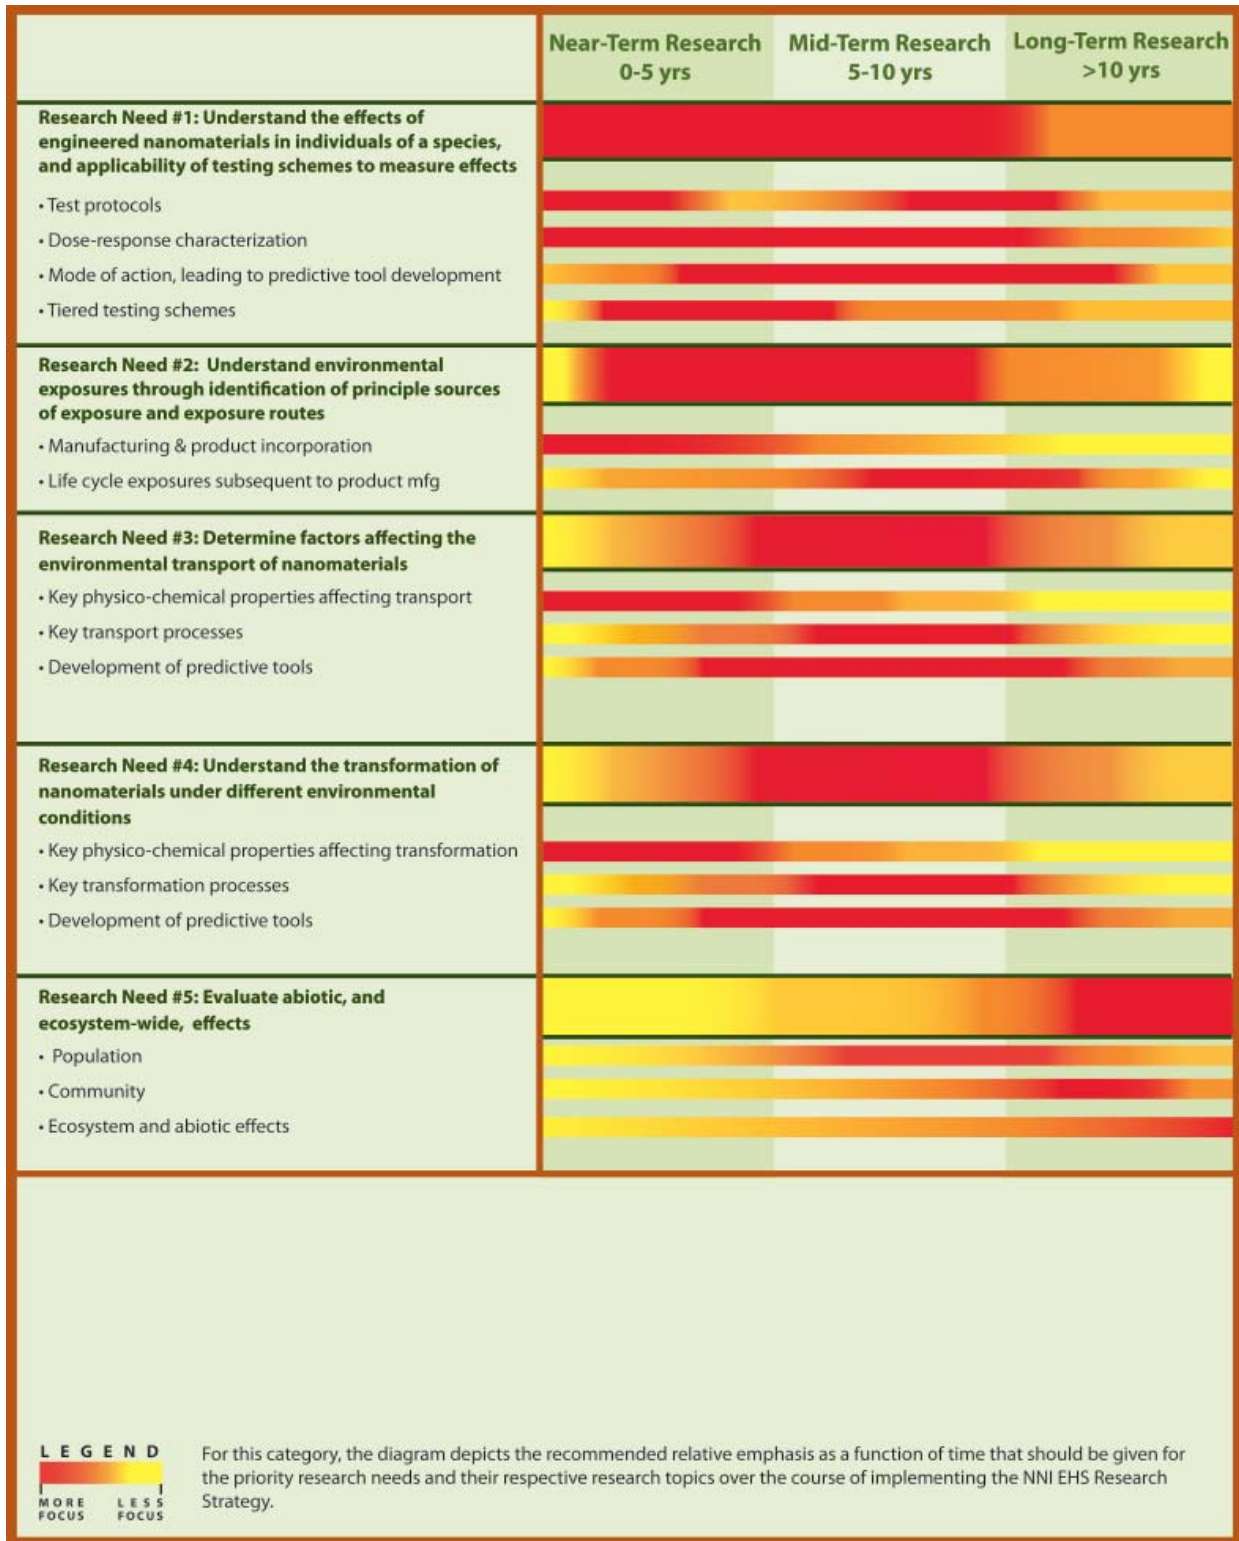 Near-Term Research
0-5 yrs
Mid-Term Research
5-10 yrs
Long-Term Research
>10 yrs
Research Need #1: Understand the effects of
engineered nanomaterials in individuals of a species,
and applicability of testing schemes to measure effects
• Test protocols
• Dose-response characterization
• Mode of action, leading to predictive tool development
• Tiered testing schemes
Research Need #2: Understand environmental
exposures through identification of principle sources
of exposure and exposure routes
• Manufacturing & product incorporation
• Life cycle exposures subsequent to product mfg
Research Need #3: Determine factors affecting the
environmental transport of nanomaterials
• Key physico-chemical properties affecting transport
• Key transport processes
• Development of predictive tools
Research Need #4: Understand the transformation of
nanomaterials under different environmental
conditions
• Key physico-chemical properties affecting transformation
• Key transformation processes
• Development of predictive tools
Research Need #5: Evaluate abiotic, and
ecosystem-wide, effects
• Population
• Community
• Ecosystem and abiotic effects
LEGEND
MORE FOCUS
LESS FOCUS
For this category, the diagram depicts the recommended relative emphasis as a function of time that should be given for
the priority research needs and their respective research topics over the course of implementing the NNI EHS Research
Strategy.